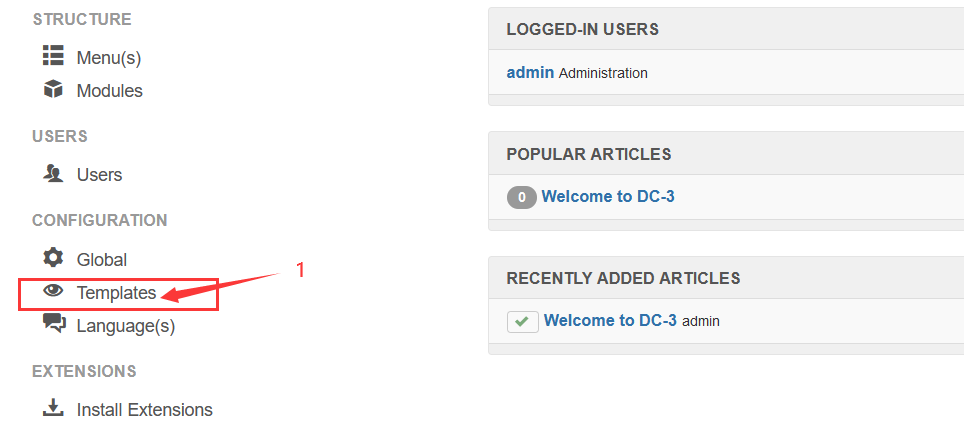 STRUCTURE
Menu(s)
Modules
USERS
Users
CONFIGURATION
Global
Templates
1
Language(s)
EXTENSIONS
Install Extensions
LOGGED-IN USERS
admin Administration
POPULAR ARTICLES
0 Welcome to DC-3
RECENTLY ADDED ARTICLES
Welcome to DC-3 admin